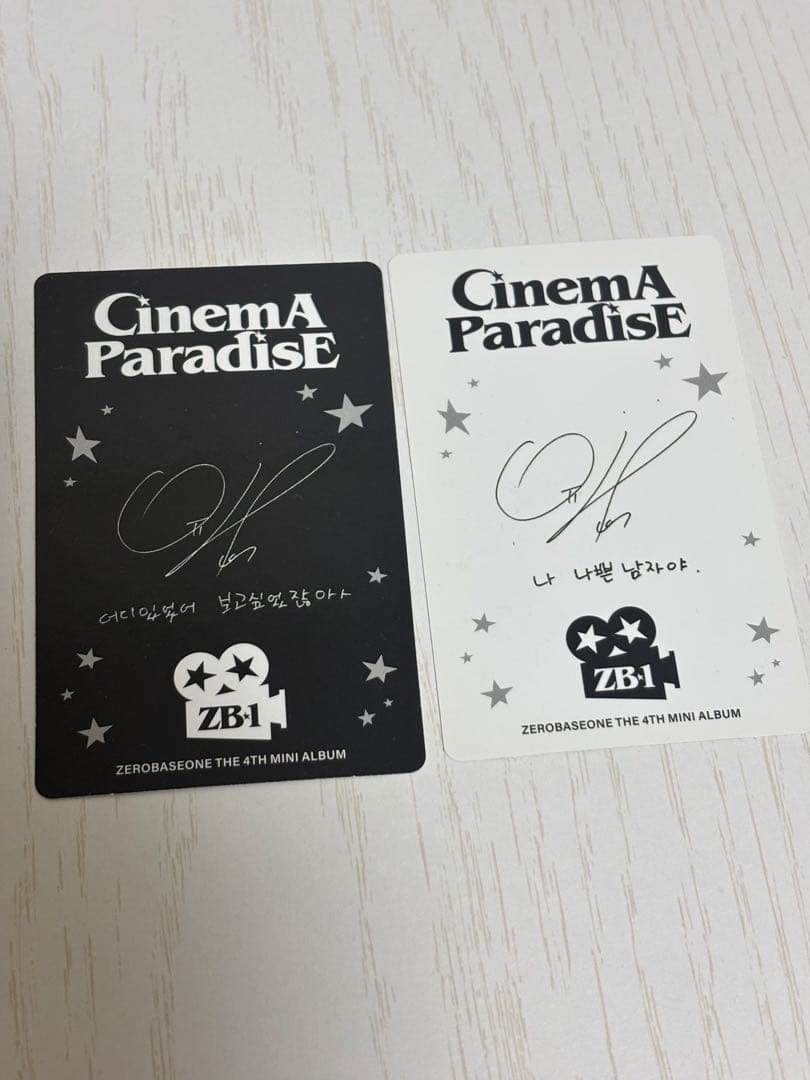 CinemA
ParadisE
어디있었어 보고싶었잖아
ZB1
ZEROBASEONE THE 4TH MINI ALBUM
CinemA
ParadisE
나 나쁜남자야.
ZB1
ZEROBASEONE THE 4TH MINI ALBUM